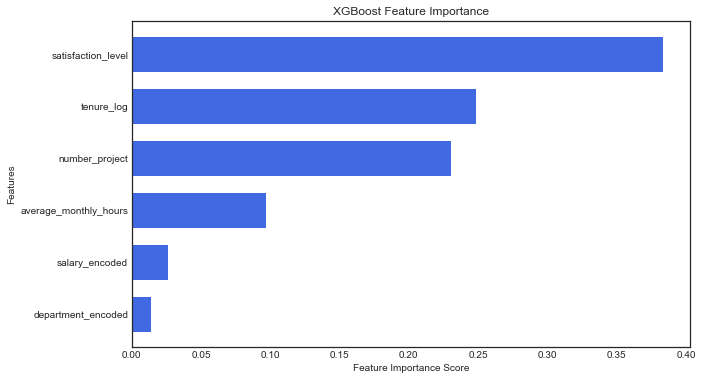 XGBoost Feature Importance
Features
satisfaction_level
tenure_log
number_project
average_monthly_hours
salary_encoded
department_encoded
0.00 0.05 0.10 0.15 0.20 0.25 0.30 0.35 0.40
Feature Importance Score